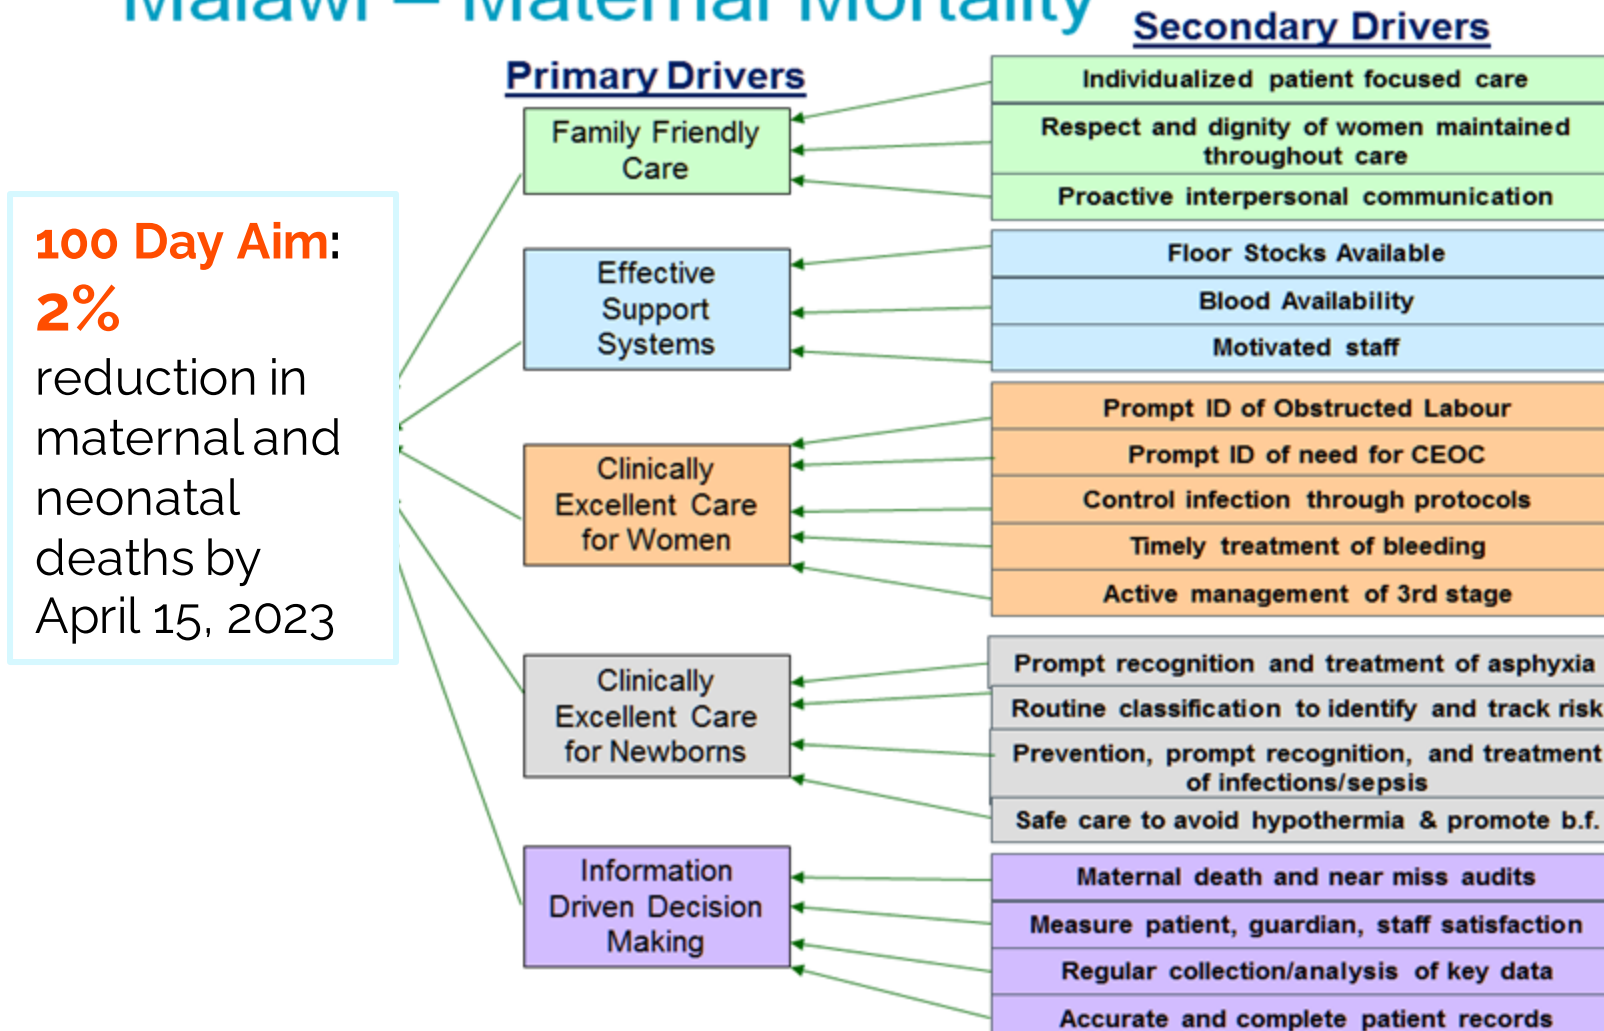 Malawi – Maternal Mortality
Secondary Drivers
Primary Drivers
100 Day Aim:
2%
reduction in
maternal and
neonatal
deaths by
April 15, 2023
Family Friendly
Care
Individualized patient focused care
Respect and dignity of women maintained
throughout care
Proactive interpersonal communication
Effective
Support
Systems
Floor Stocks Available
Blood Availability
Motivated staff
Clinically
Excellent Care
for Women
Prompt ID of Obstructed Labour
Prompt ID of need for CEOC
Control infection through protocols
Timely treatment of bleeding
Active management of 3rd stage
Clinically
Excellent Care
for Newborns
Prompt recognition and treatment of asphyxia
Routine classification to identify and track risk
Prevention, prompt recognition, and treatment
of infections/sepsis
Safe care to avoid hypothermia & promote b.f.
Information
Driven Decision
Making
Maternal death and near miss audits
Measure patient, guardian, staff satisfaction
Regular collection/analysis of key data
Accurate and complete patient records